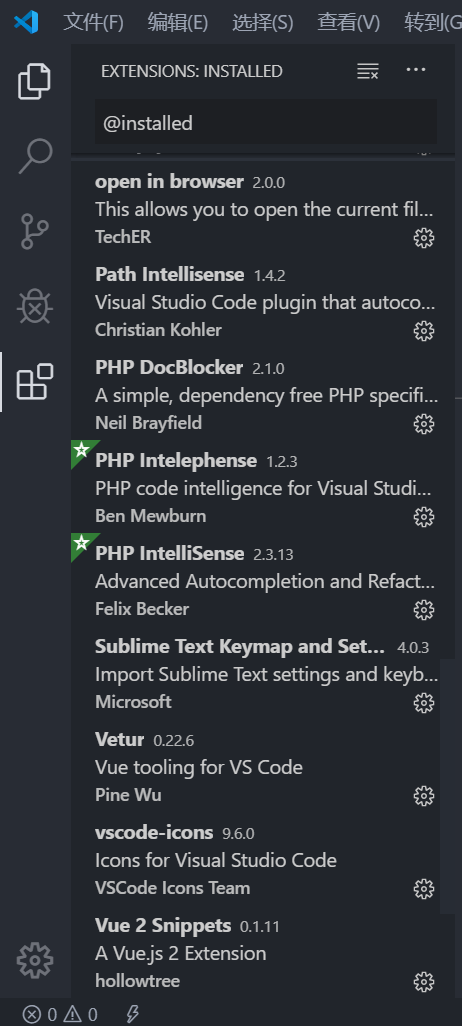 文件(F) 编辑(E) 选择(S) 查看(V) 转到(G
EXTENSIONS: INSTALLED
@installed
open in browser 2.0.0
This allows you to open the current fil...
TechER
Path Intellisense 1.4.2
Visual Studio Code plugin that autoco...
Christian Kohler
PHP DocBlocker 2.1.0
A simple, dependency free PHP specifi...
Neil Brayfield
PHP Intelephense 1.2.3
PHP code intelligence for Visual Studi...
Ben Mewburn
PHP IntelliSense 2.3.13
Advanced Autocompletion and Refact...
Felix Becker
Sublime Text Keymap and Set... 4.0.3
Import Sublime Text settings and keyb...
Microsoft
Vetur 0.22.6
Vue tooling for VS Code
Pine Wu
vscode-icons 9.6.0
Icons for Visual Studio Code
VSCode Icons Team
Vue 2 Snippets 0.1.11
A Vue.js 2 Extension
hollowtree
0 0